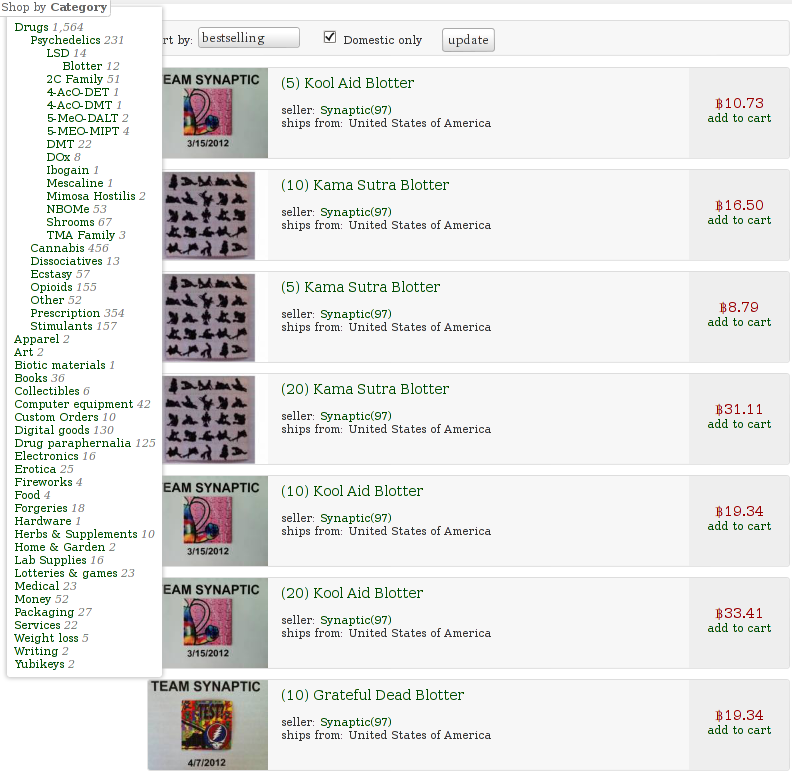 Shop by Category
Drugs 1,564
Psychedelics 231
LSD 14
Blotter 12
2C Family 51
4-AcO-DET 1
4-AcO-DMT 1
5-MeO-DALT 2
5-MEO-MIPT 4
DMT 22
DOx 8
Ibogain 1
Mescaline 1
Mimosa Hostilis 2
NBOMe 53
Shrooms 67
TMA Family 3
Cannabis 456
Dissociatives 13
Ecstasy 57
Opioids 155
Other 52
Prescription 354
Stimulants 157
Apparel 2
Art 2
Biotic materials 1
Books 36
Collectibles 6
Computer equipment 42
Custom Orders 10
Digital goods 130
Drug paraphernalia 125
Electronics 16
Erotica 25
Fireworks 4
Food 4
Forgeries 18
Hardware 1
Herbs & Supplements 10
Home & Garden 2
Lab Supplies 16
Lotteries & games 23
Medical 23
Money 52
Packaging 27
Services 22
Weight loss 5
Writing 2
Yubikeys 2
rt by: bestselling Domestic only update
EAM SYNAPTIC
3/15/2012
(5) Kool Aid Blotter
seller: Synaptic(97)
ships from: United States of America
฿10.73
add to cart
(10) Kama Sutra Blotter
seller: Synaptic(97)
ships from: United States of America
฿16.50
add to cart
(5) Kama Sutra Blotter
seller: Synaptic(97)
ships from: United States of America
฿8.79
add to cart
(20) Kama Sutra Blotter
seller: Synaptic(97)
ships from: United States of America
฿31.11
add to cart
EAM SYNAPTIC
3/15/2012
(10) Kool Aid Blotter
seller: Synaptic(97)
ships from: United States of America
฿19.34
add to cart
EAM SYNAPTIC
3/15/2012
(20) Kool Aid Blotter
seller: Synaptic(97)
ships from: United States of America
฿33.41
add to cart
TEAM SYNAPTIC
TEST!
4/7/2012
(10) Grateful Dead Blotter
seller: Synaptic(97)
ships from: United States of America
฿19.34
add to cart